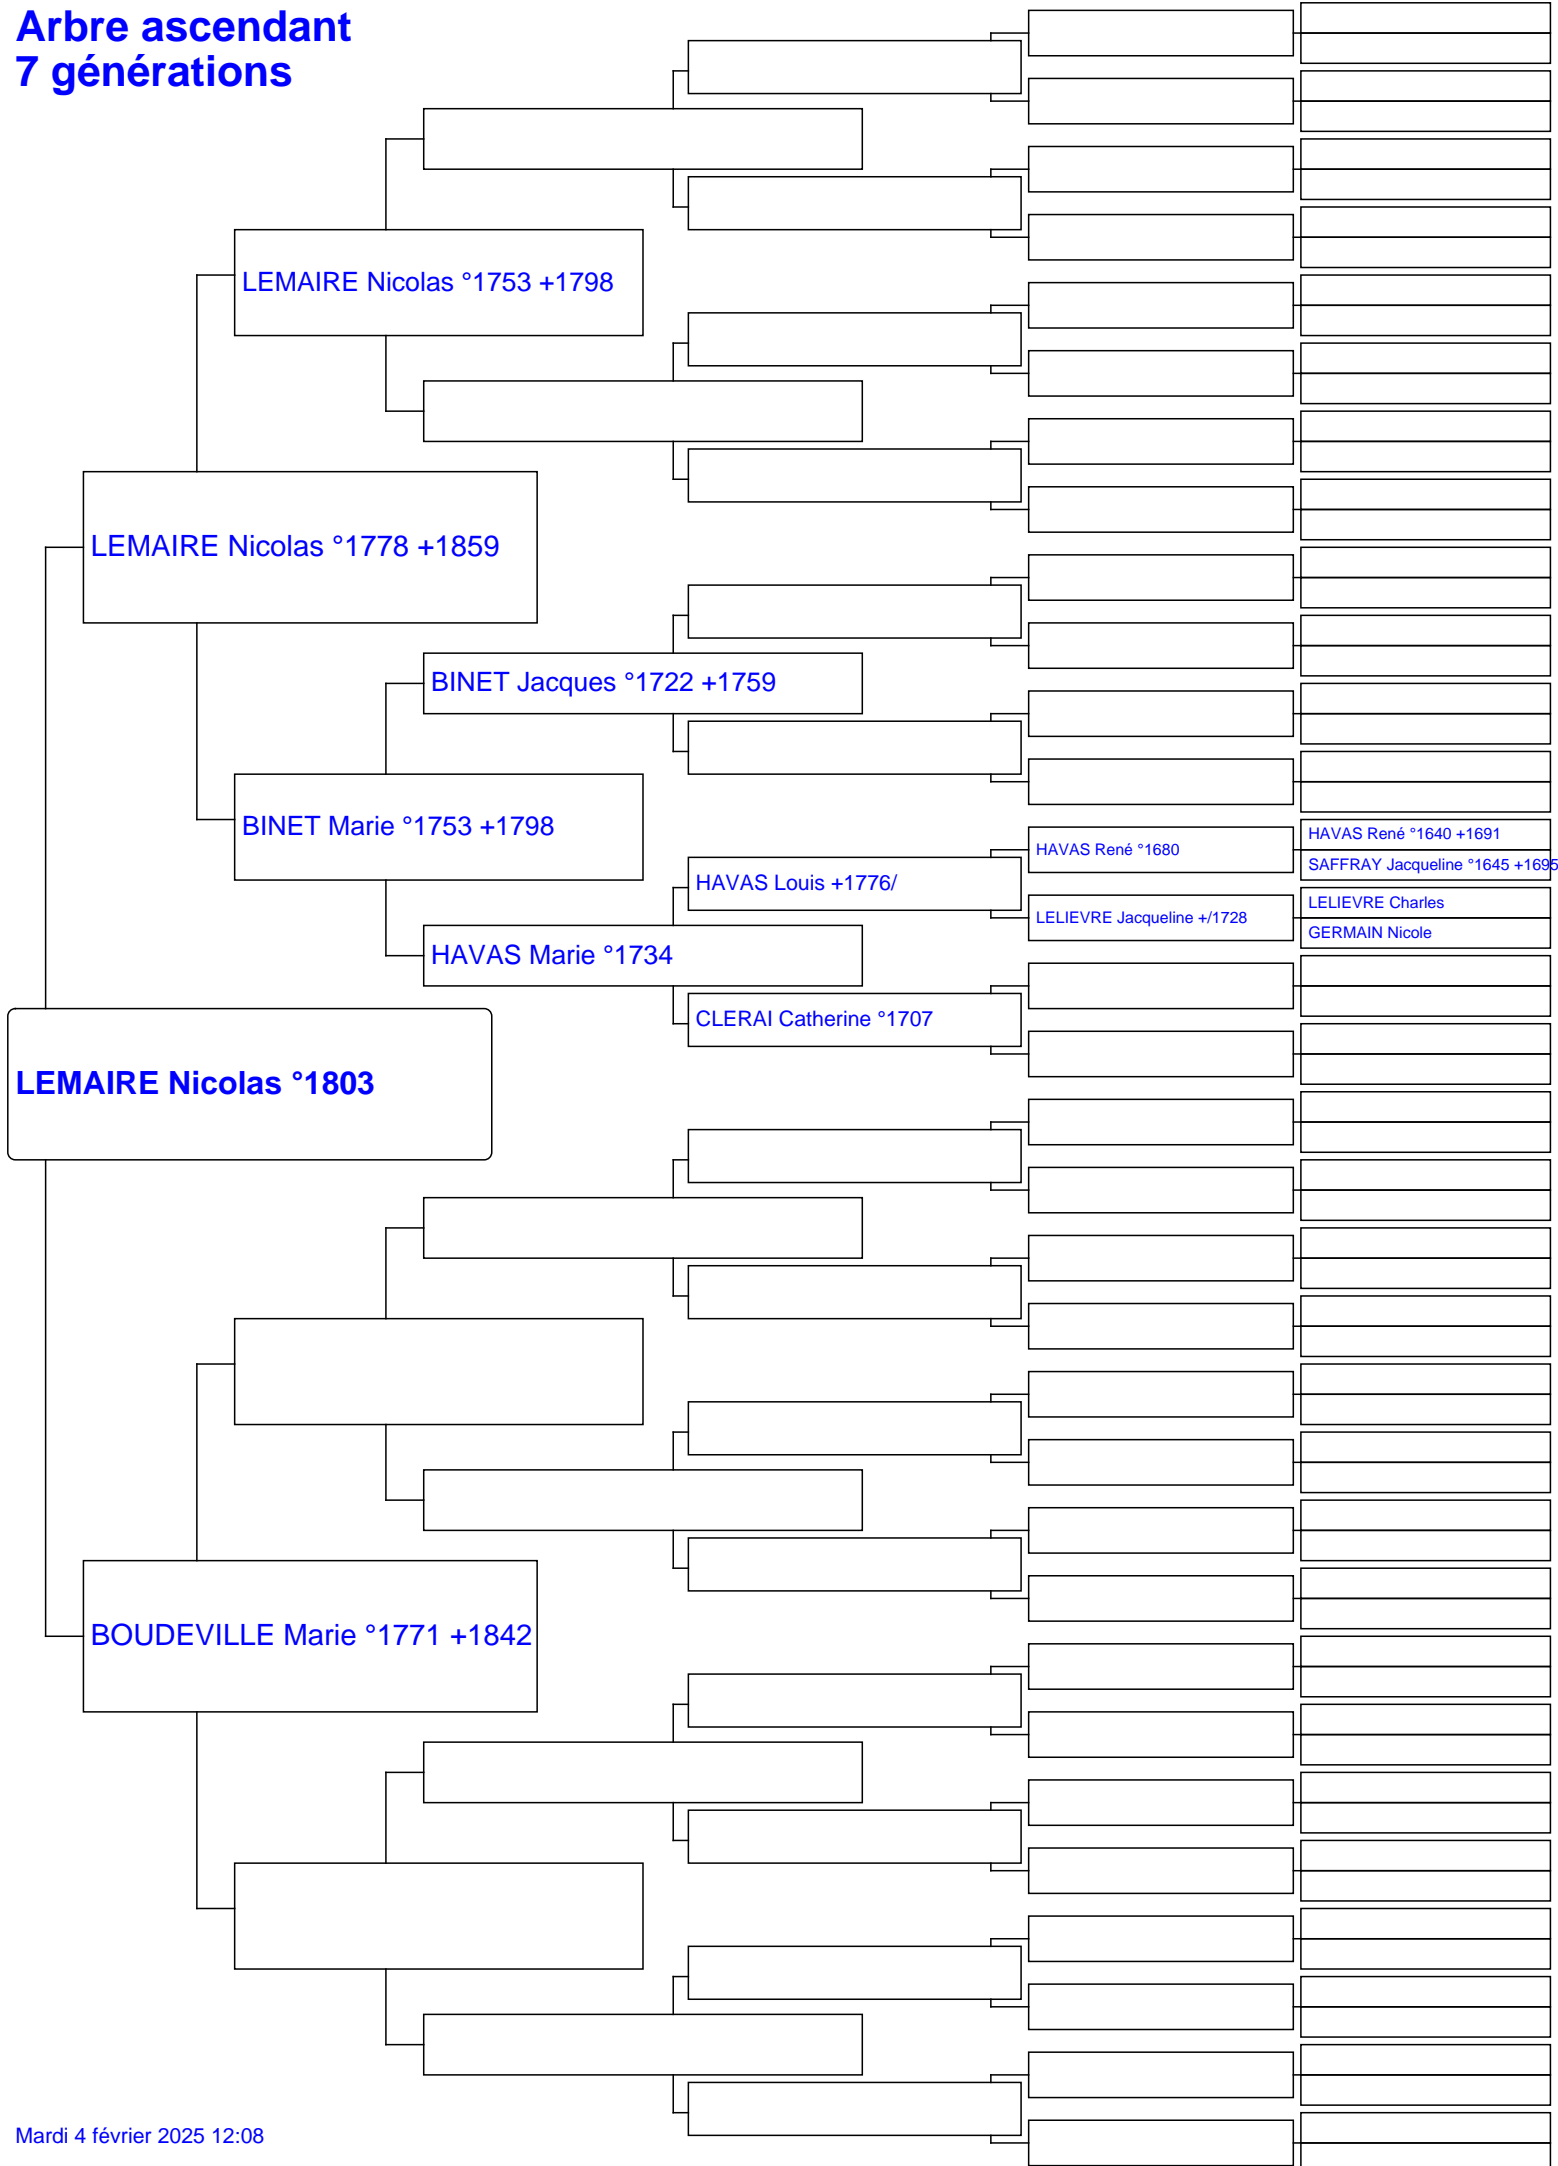 Arbre ascendant
7 générations
LEMAIRE Nicolas °1753 +1798
LEMAIRE Nicolas °1778 +1859
BINET Jacques °1722 +1759
BINET Marie °1753 +1798
HAVAS René °1640 +1691
HAVAS René °1680
SAFFRAY Jacqueline °1645 +1695
HAVAS Louis +1776/
LELIEVRE Charles
LELIEVRE Jacqueline +/1728
GERMAIN Nicole
HAVAS Marie °1734
CLERAI Catherine °1707
LEMAIRE Nicolas °1803
BOUDEVILLE Marie °1771 +1842
Mardi 4 février 2025 12:08